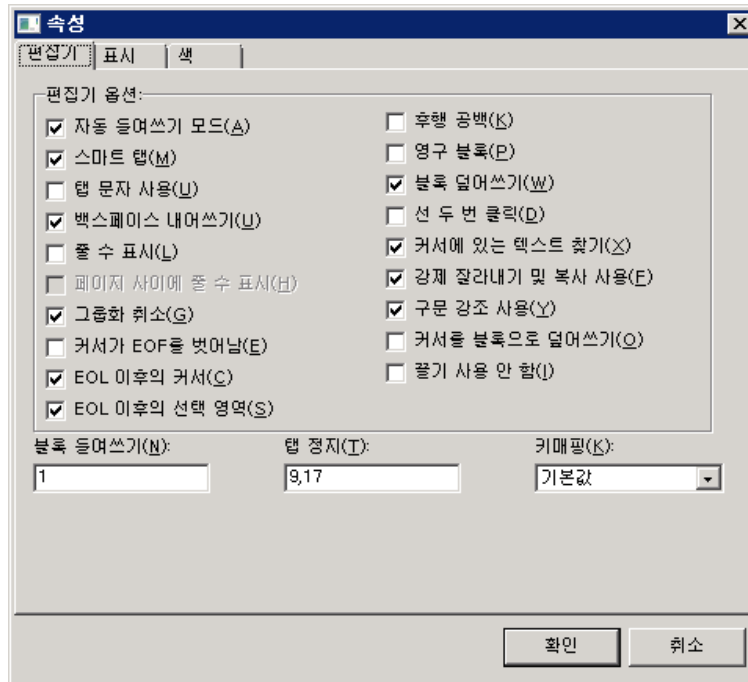 속성
편집기
표시
색
편집기 옵션:
자동 들여쓰기 모드(A)
스마트 탭(M)
탭 문자 사용(U)
백스페이스 내어쓰기(U)
줄 수 표시(L)
페이지 사이에 줄 수 표시(H)
그룹화 취소(G)
커서가 EOF를 벗어남(E)
EOL 이후의 커서(C)
EOL 이후의 선택 영역(S)
후행 공백(K)
영구 블록(P)
블록 덮어쓰기(W)
선 두 번 클릭(D)
커서에 있는 텍스트 찾기(X)
강제 잘라내기 및 복사 사용(F)
구문 강조 사용(Y)
커서를 블록으로 덮어쓰기(O)
끌기 사용 안 함(I)
블록 들여쓰기(N):
탭 정지(T):
키매핑(K):
1
9,17
기본값
확인
취소